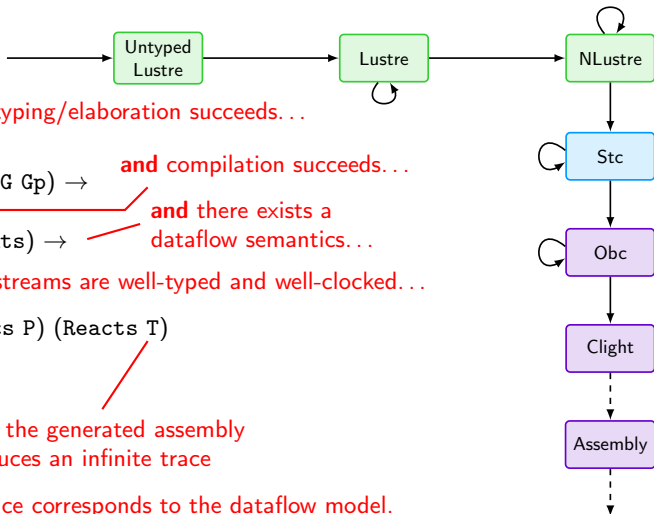 Untyped
Lustre
Lustre
NLustre
typing/elaboration succeeds...
and compilation succeeds...
G Gp) →
Stc
and there exists a
ts) →
dataflow semantics...
Obc
streams are well-typed and well-clocked...
ts P) (Reacts T)
Clight
the generated assembly
Assembly
uces an infinite trace
ce corresponds to the dataflow model.